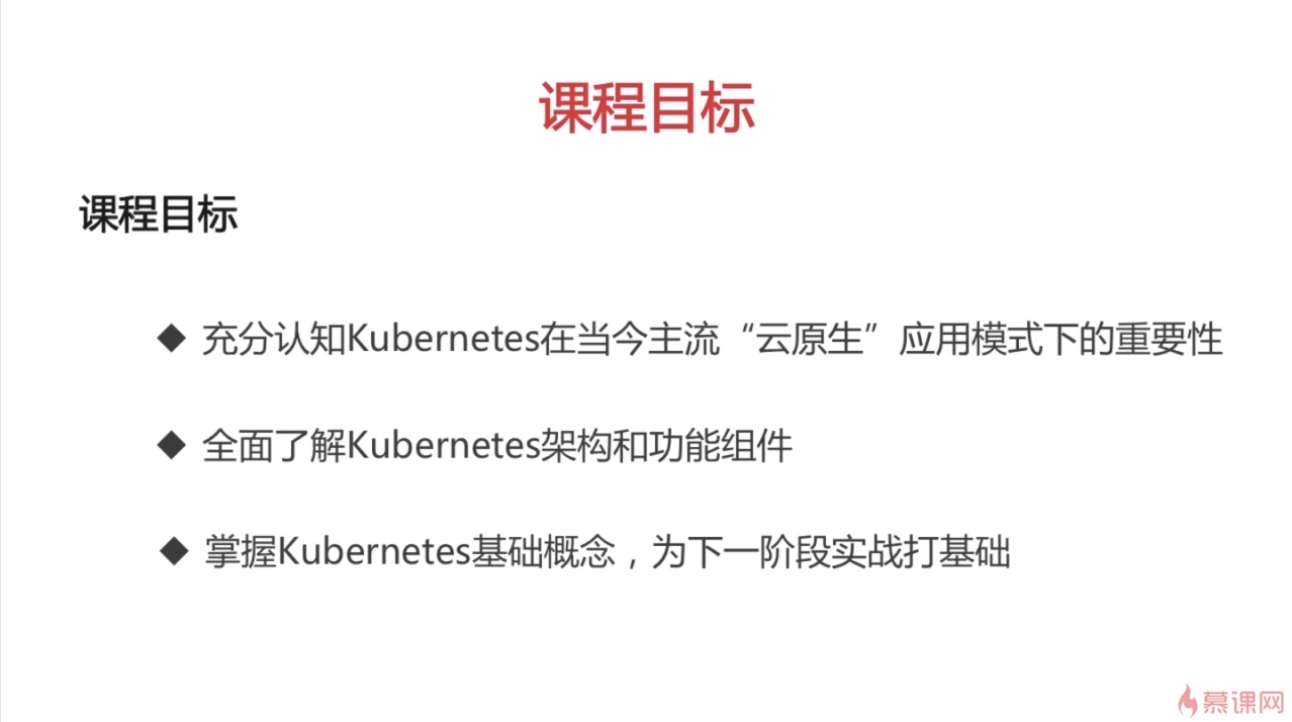 课程目标
课程目标
◆ 充分认知Kubernetes在当今主流“云原生”应用模式下的重要性
◆ 全面了解Kubernetes架构和功能组件
◆ 掌握Kubernetes基础概念，为下一阶段实战打基础
慕课网